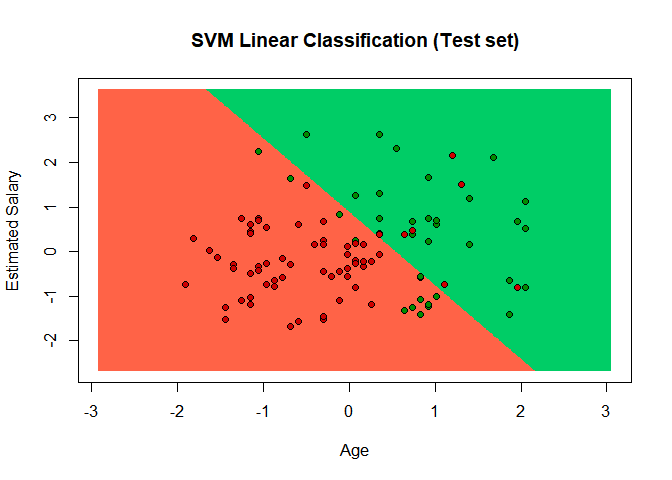 SVM Linear Classification (Test set)
Estimated Salary
3
2
1
0
-1
-2
-3 -2 -1 0 1 2 3
Age